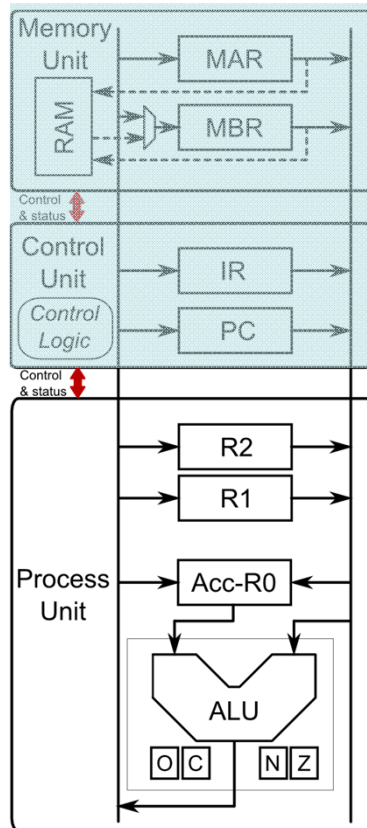 Memory
Unit
MAR
RAM
MBR
Control
& status
Control
Unit
IR
Control
Logic
PC
Control
& status
R2
R1
Process
Unit
Acc-R0
ALU
O C N Z